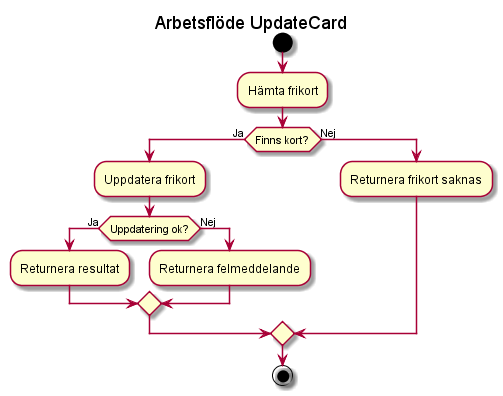 Arbetsflöde UpdateCard
Hämta frikort
Ja
Finns kort?
Nej
Uppdatera frikort
Returnera frikort saknas
Ja
Uppdatering ok?
Nej
Returnera resultat
Returnera felmeddelande